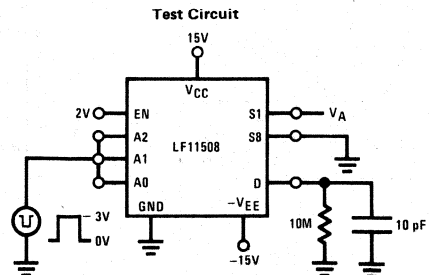 Test Circuit
15V
VCC
2V EN
S1 VA
A2
S8
LF11508
A1
A0
D
-VEE
GND
3V
0V
10M
10 pF
-15V